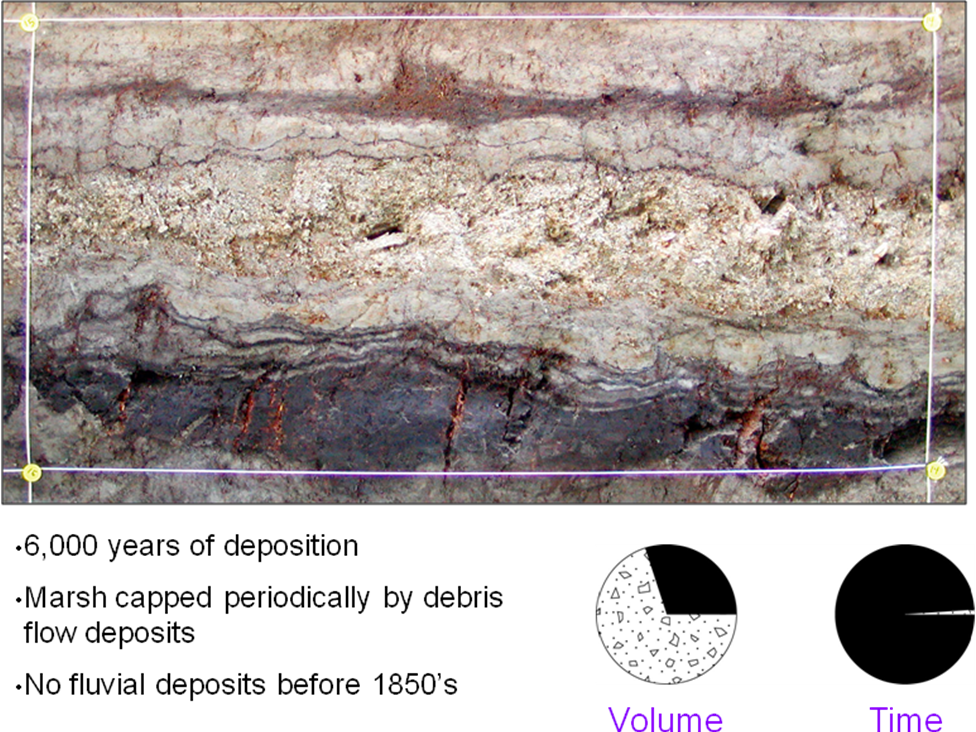 •6,000 years of deposition
•Marsh capped periodically by debris
flow deposits
•No fluvial deposits before 1850's
Volume
Time